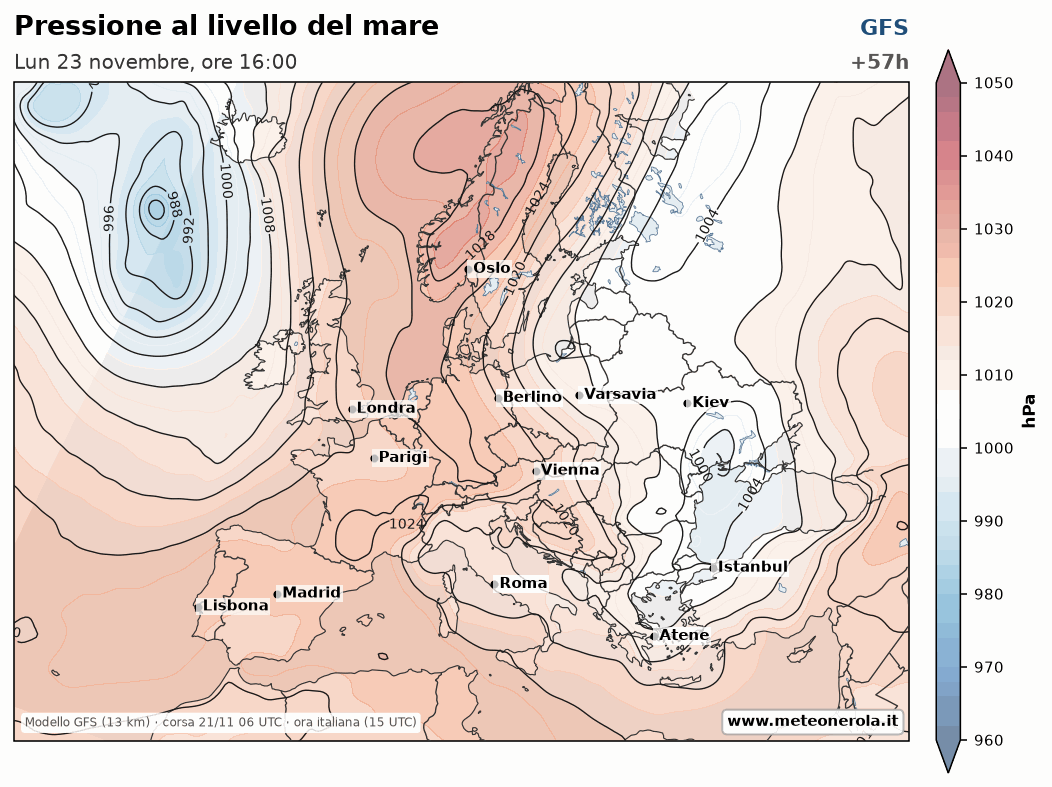 Pressione al livello del mare
GFS
Lun 23 novembre, ore 16:00
+57h
1050
1040
1030
1020
1010
1000
990
980
970
960
hPa
988
992
996
1000
1008
1024
1028
1020
1004
Oslo
Londra
Berlino
Varsavia
Kiev
Parigi
Vienna
1000
1004
1024
Istanbul
Roma
Madrid
Lisbona
Atene
Modello GFS (13 km) · corsa 21/11 06 UTC · ora italiana (15 UTC)
www.meteonerola.it